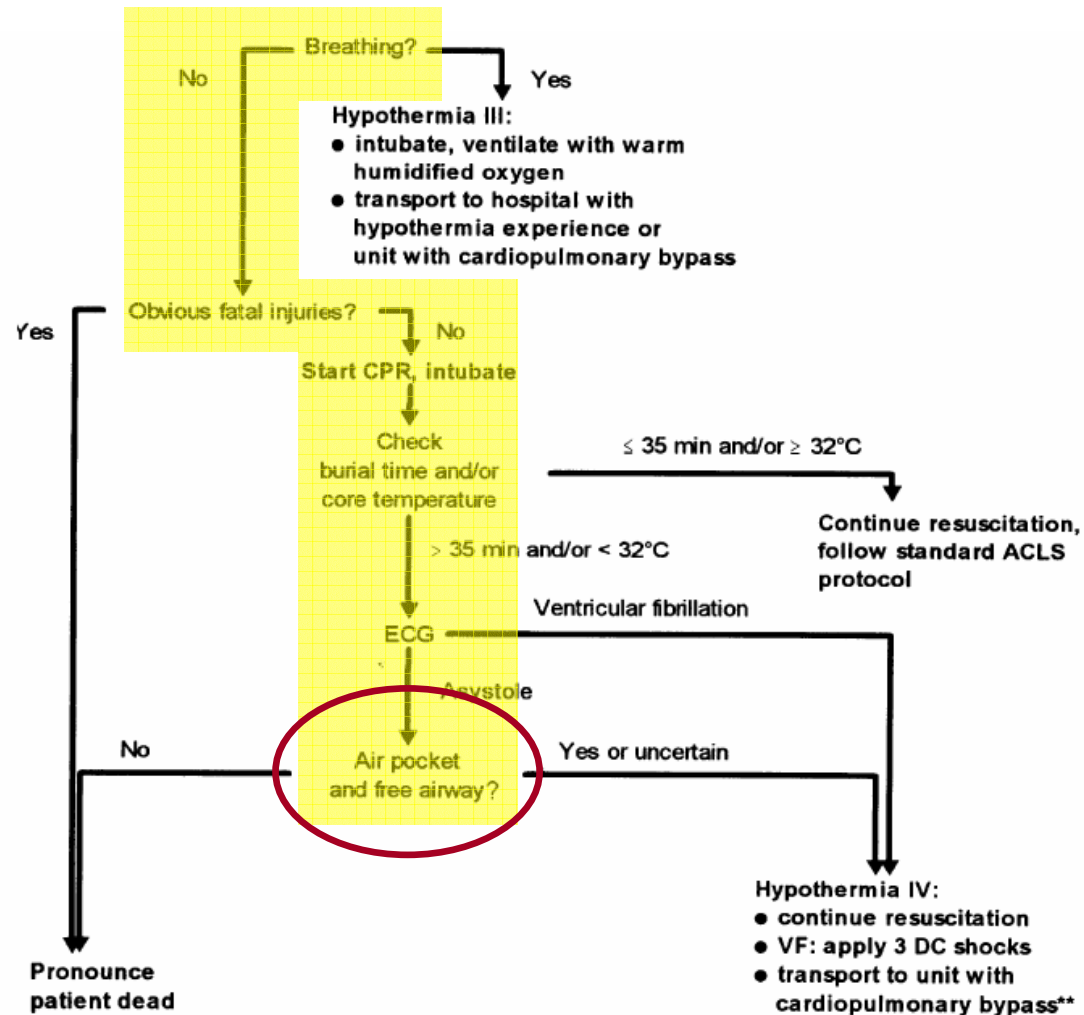 Breathing?
No
Yes
Hypothermia III:
● intubate, ventilate with warm
humidified oxygen
● transport to hospital with
hypothermia experience or
unit with cardiopulmonary bypass
Obvious fatal injuries?
Yes
No
Start CPR, intubate
Check
burial time and/or
core temperature
≤ 35 min and/or ≥ 32°C
Continue resuscitation,
follow standard ACLS
protocol
> 35 min and/or < 32°C
Ventricular fibrillation
ECG
Asystole
No
Air pocket
and free airway?
Yes or uncertain
Hypothermia IV:
● continue resuscitation
● VF: apply 3 DC shocks
● transport to unit with
cardiopulmonary bypass**
Pronounce
patient dead